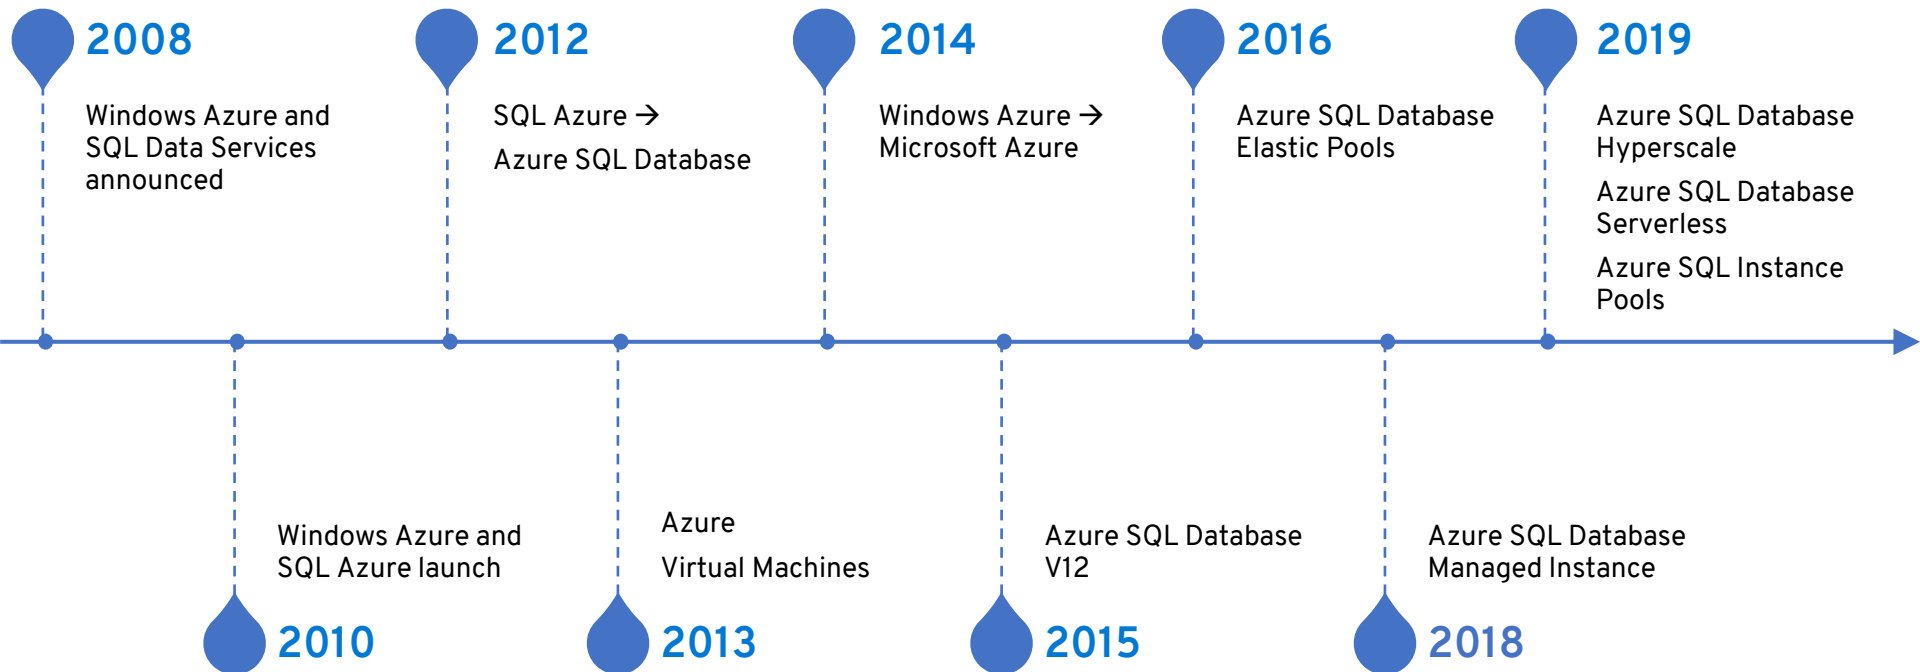 2008
Windows Azure and
SQL Data Services
announced
2012
SQL Azure →
Azure SQL Database
2014
Windows Azure →
Microsoft Azure
2016
Azure SQL Database
Elastic Pools
2019
Azure SQL Database
Hyperscale
Azure SQL Database
Serverless
Azure SQL Instance
Pools
Windows Azure and
SQL Azure launch
2010
Azure
Virtual Machines
2013
Azure SQL Database
V12
2015
Azure SQL Database
Managed Instance
2018